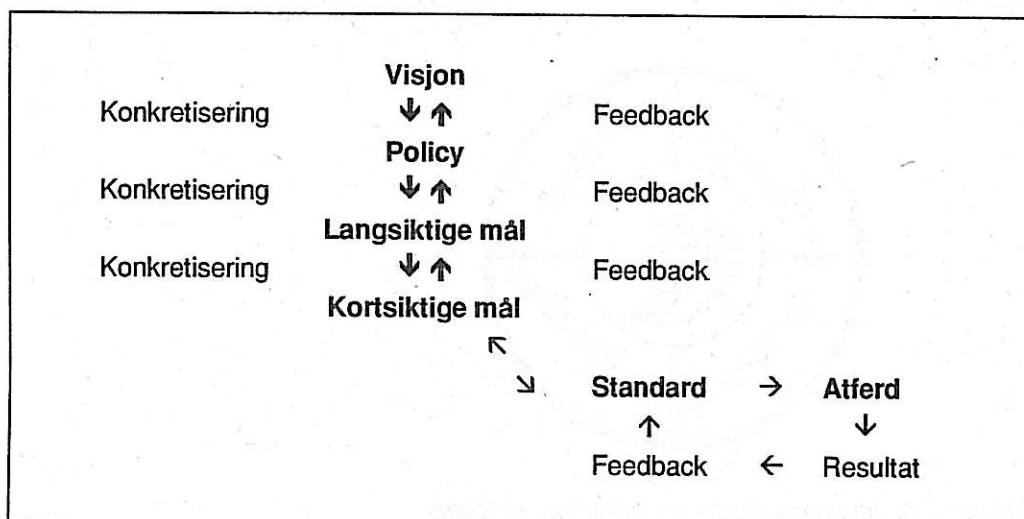 Visjon
Konkretisering ↓ ↑ Feedback
Policy
Konkretisering ↓ ↑ Feedback
Langsiktige mål
Konkretisering ↓ ↑ Feedback
Kortsiktige mål
↖
↘ Standard → Atferd
↑ ↓
Feedback ← Resultat